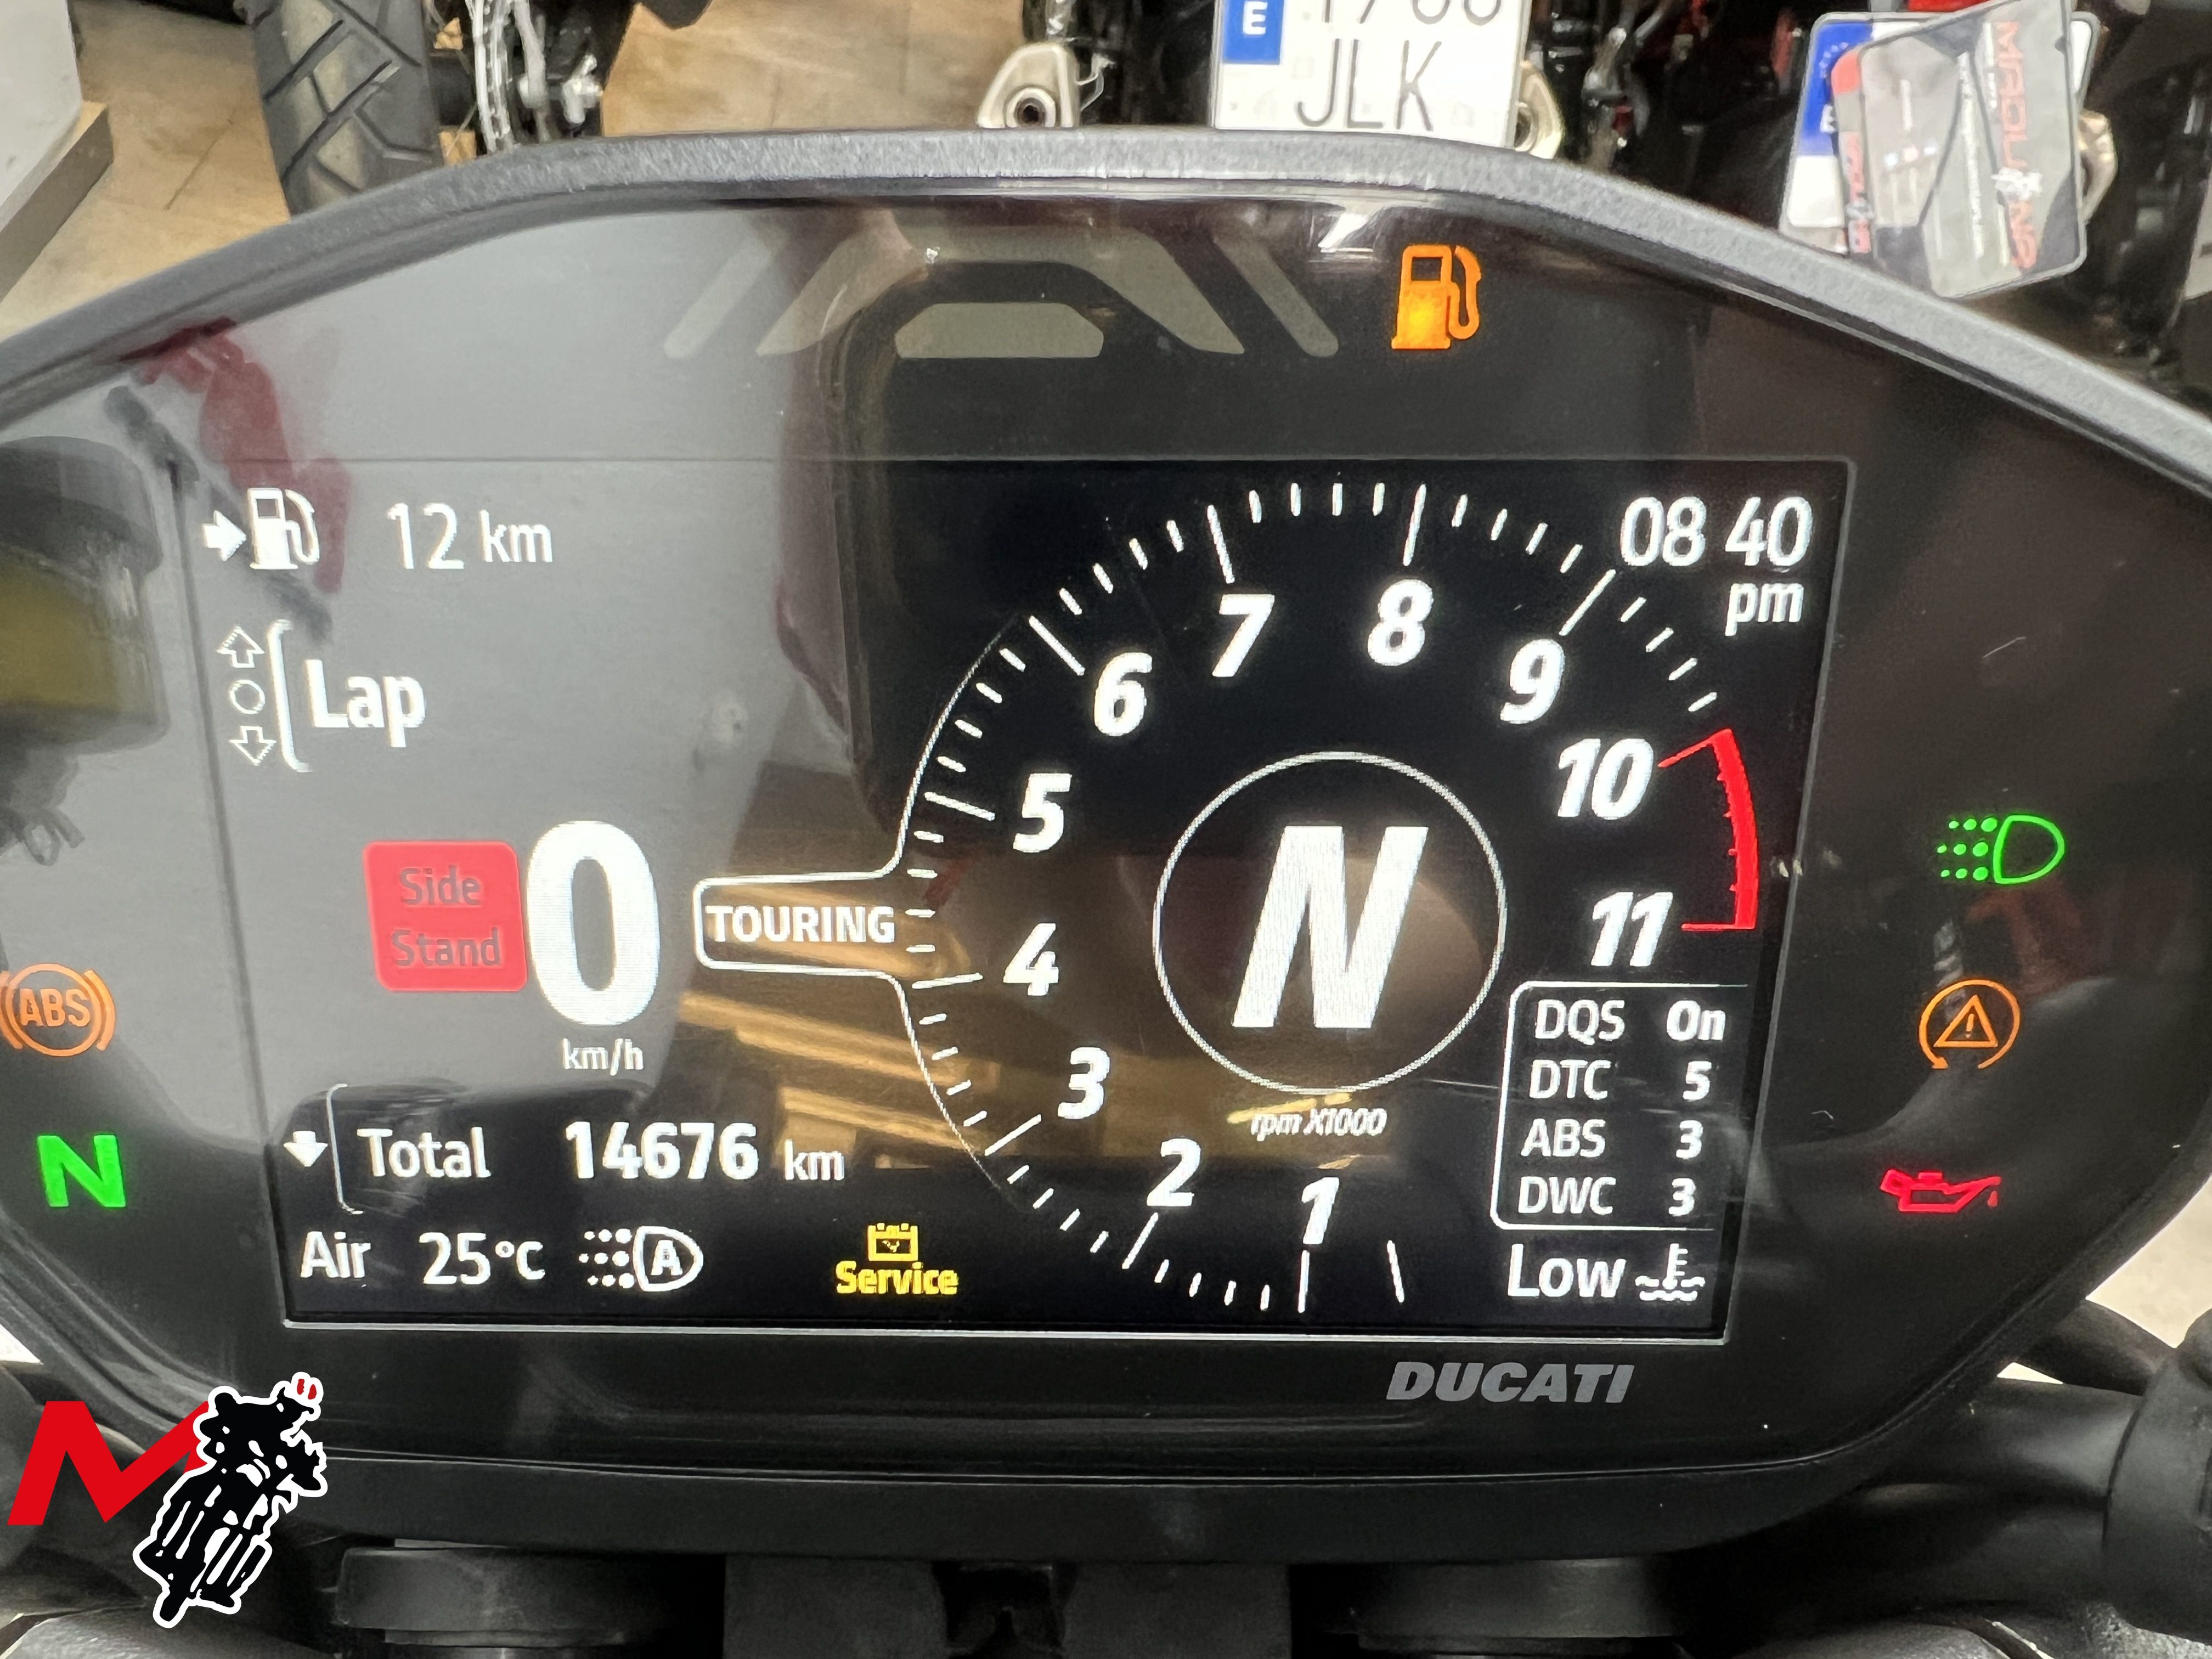 E
JLK
12 km
08 40
pm
Lap
7
8
6
9
5
10
4
11
3
2
1
N
Side
Stand
0
km/h
TOURING
rpm X1000
DQS On
DTC 5
ABS 3
DWC 3
ABS
N
Total 14676 km
Air 25°C
A
Service
Low
DUCATI
M